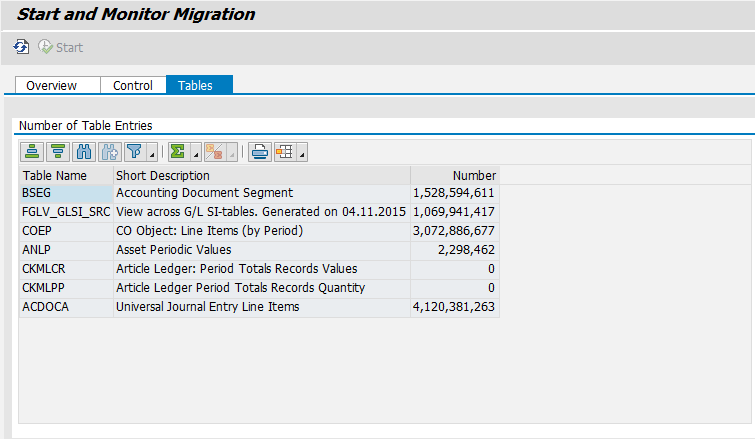 Start and Monitor Migration
Start
Overview Control Tables
Number of Table Entries
Table Name Short Description Number
BSEG Accounting Document Segment 1,528,594,611
FGLV_GLSI_SRC View across G/L SI-tables. Generated on 04.11.2015 1,069,941,417
COEP CO Object: Line Items (by Period) 3,072,886,677
ANLP Asset Periodic Values 2,298,462
CKMLCR Article Ledger: Period Totals Records Values 0
CKMLPP Article Ledger Period Totals Records Quantity 0
ACDOCA Universal Journal Entry Line Items 4,120,381,263